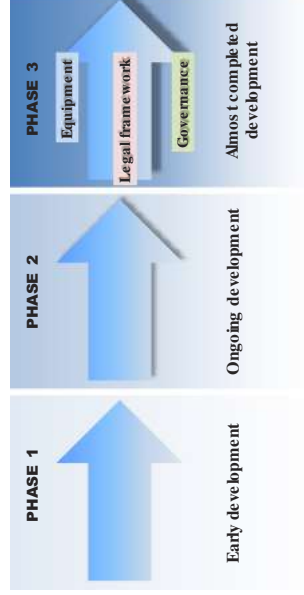 PHASE 1
Early development
PHASE 2
Ongoing development
PHASE 3
Equipment
Legal framework
Governance
Almost completed
development